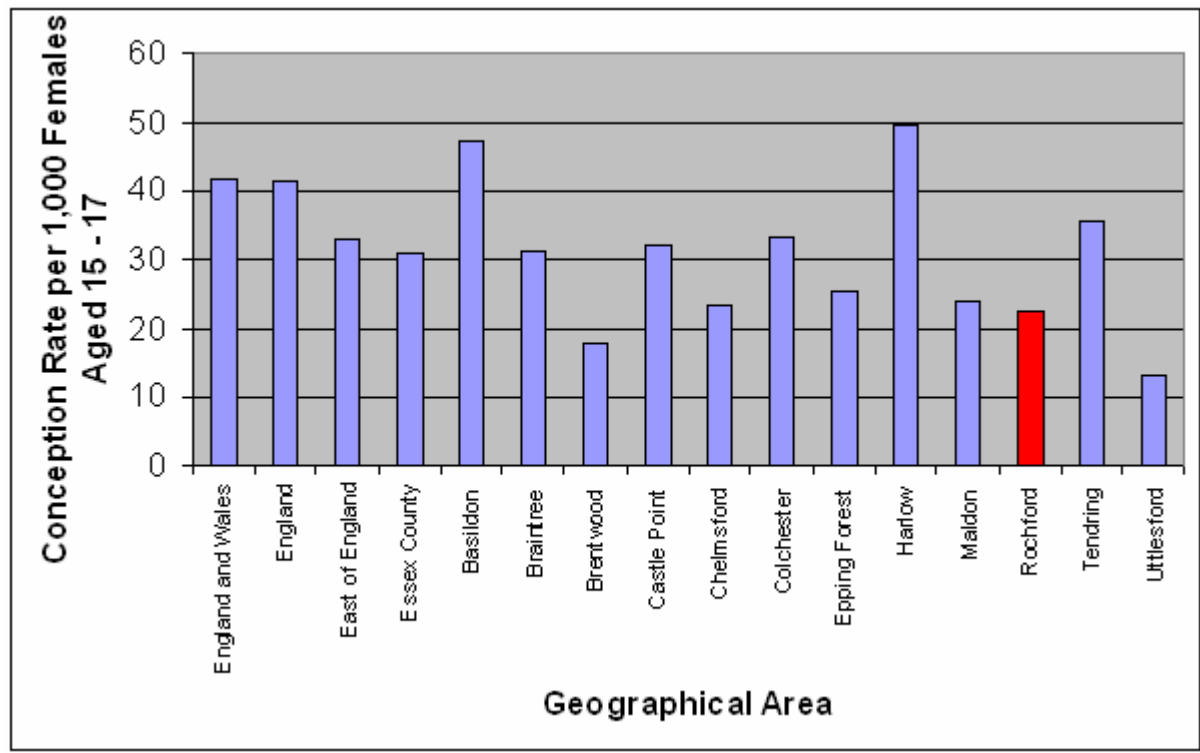 Conception Rate per 1,000 Females
Aged 15 - 17
60
50
40
30
20
10
0
England and Wales
England
East of England
Essex County
Basildon
Braintree
Brentwood
Castle Point
Chelmsford
Colchester
Epping Forest
Harlow
Maldon
Rochford
Tendring
Uttlesford
Geographical Area